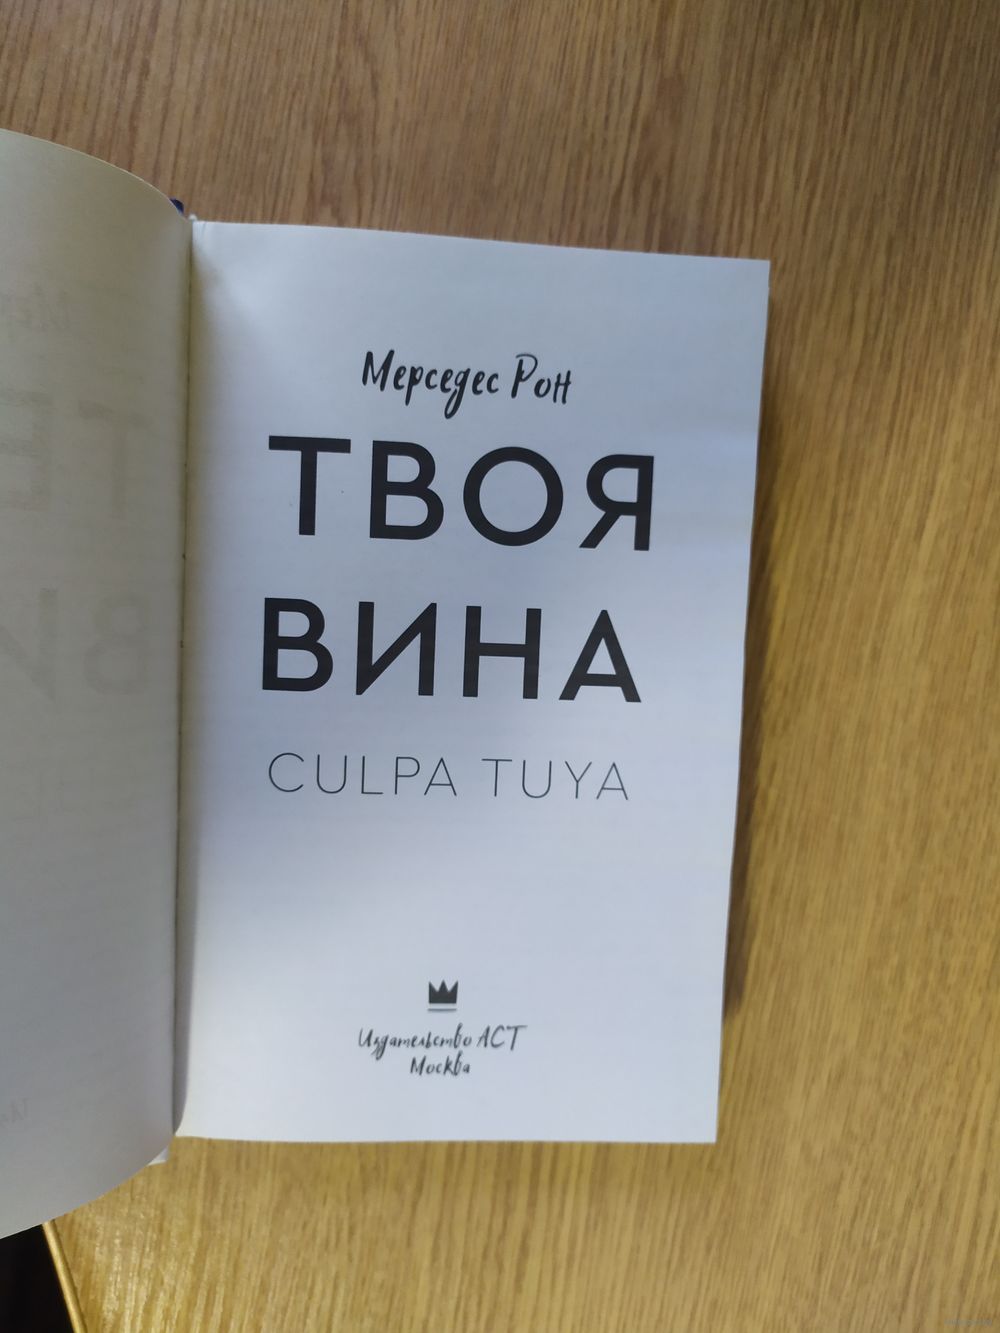 Мерседес Рон
ТВОЯ
ВИНА
CULPA TUYA
Издательство АСТ
Москва